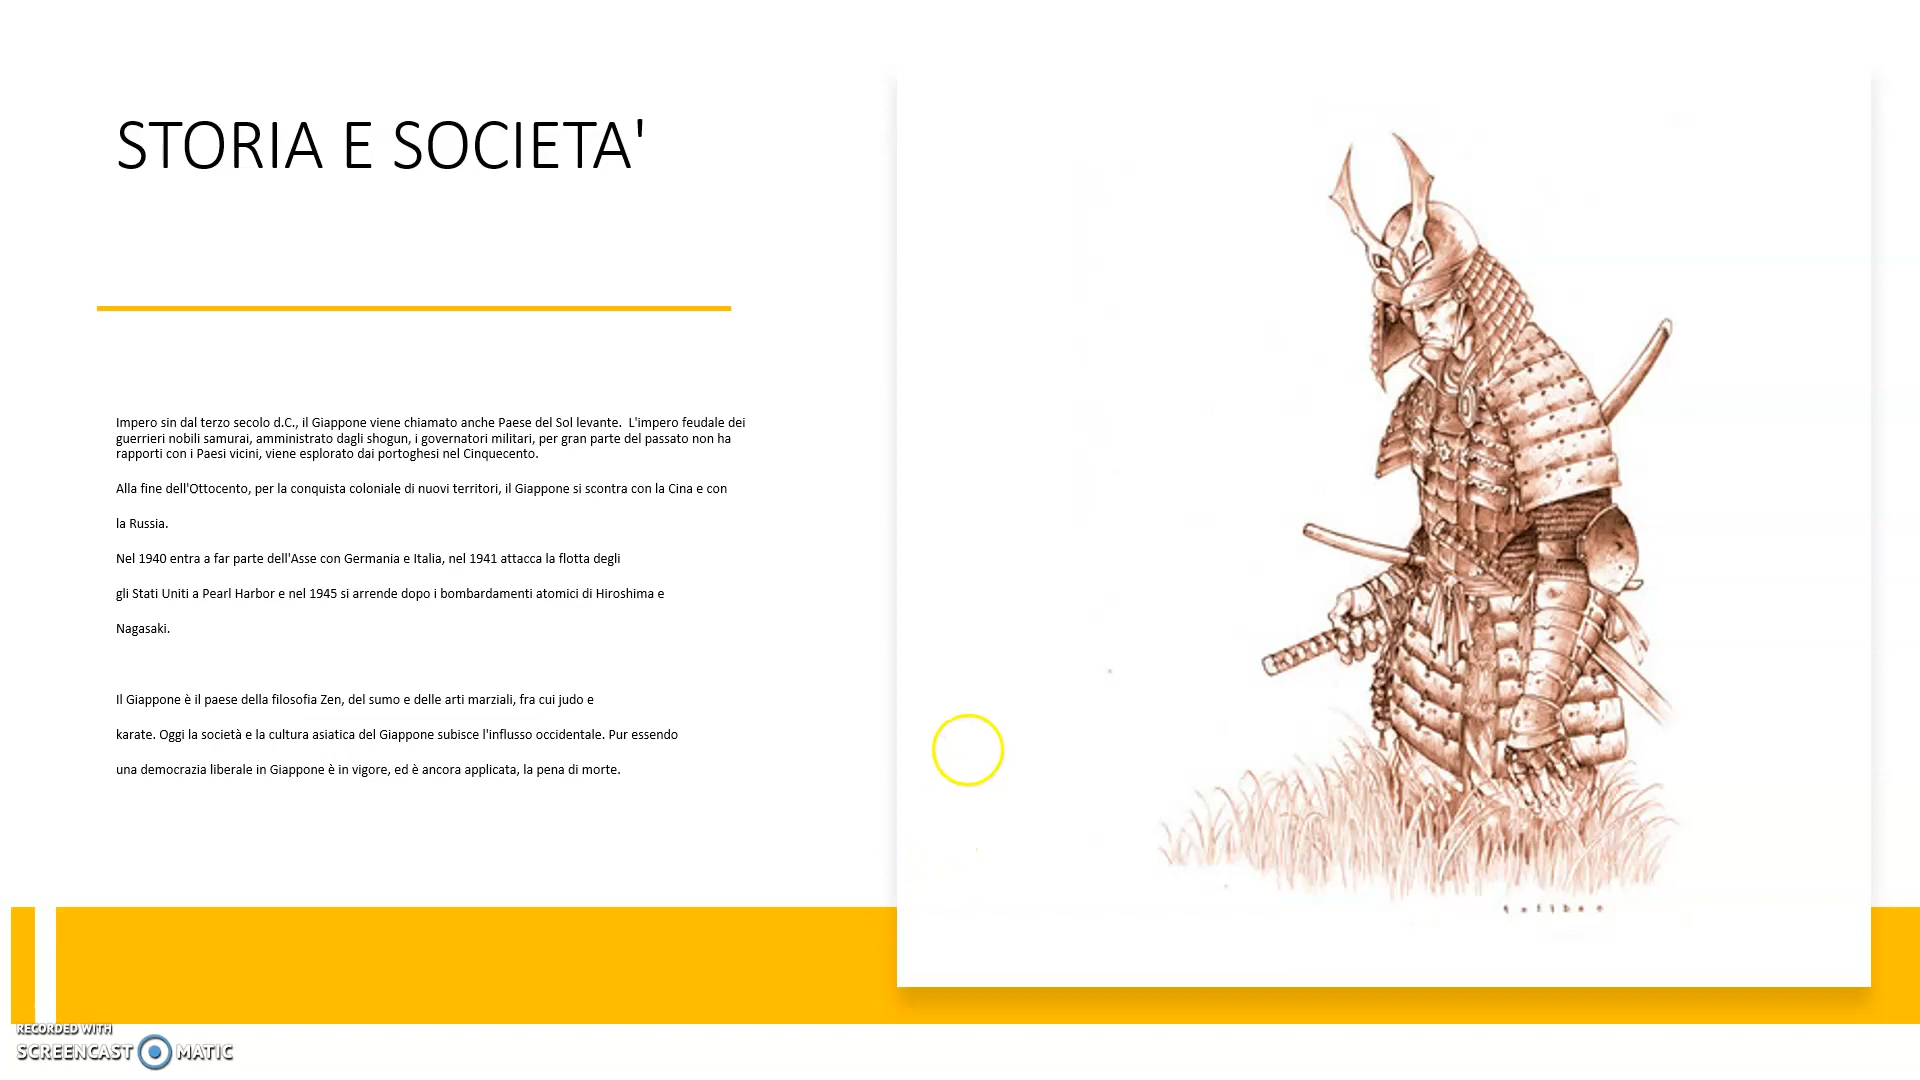 STORIA E SOCIETA'
Impero sin dal terzo secolo d.C., il Giappone viene chiamato anche Paese del Sol levante.  L'impero feudale dei
guerrieri nobili samurai, amministrato dagli shogun, i governatori militari, per gran parte del passato non ha
rapporti con i Paesi vicini, viene esplorato dai portoghesi nel Cinquecento.
Alla fine dell'Ottocento, per la conquista coloniale di nuovi territori, il Giappone si scontra con la Cina e con
la Russia.
Nel 1940 entra a far parte dell'Asse con Germania e Italia, nel 1941 attacca la flotta degli
gli Stati Uniti a Pearl Harbor e nel 1945 si arrende dopo i bombardamenti atomici di Hiroshima e
Nagasaki.
Il Giappone è il paese della filosofia Zen, del sumo e delle arti marziali, fra cui judo e
karate. Oggi la società e la cultura asiatica del Giappone subisce l'influsso occidentale. Pur essendo
una democrazia liberale in Giappone è in vigore, ed è ancora applicata, la pena di morte.
RECORDED WITH
SCREENCAST MATIC